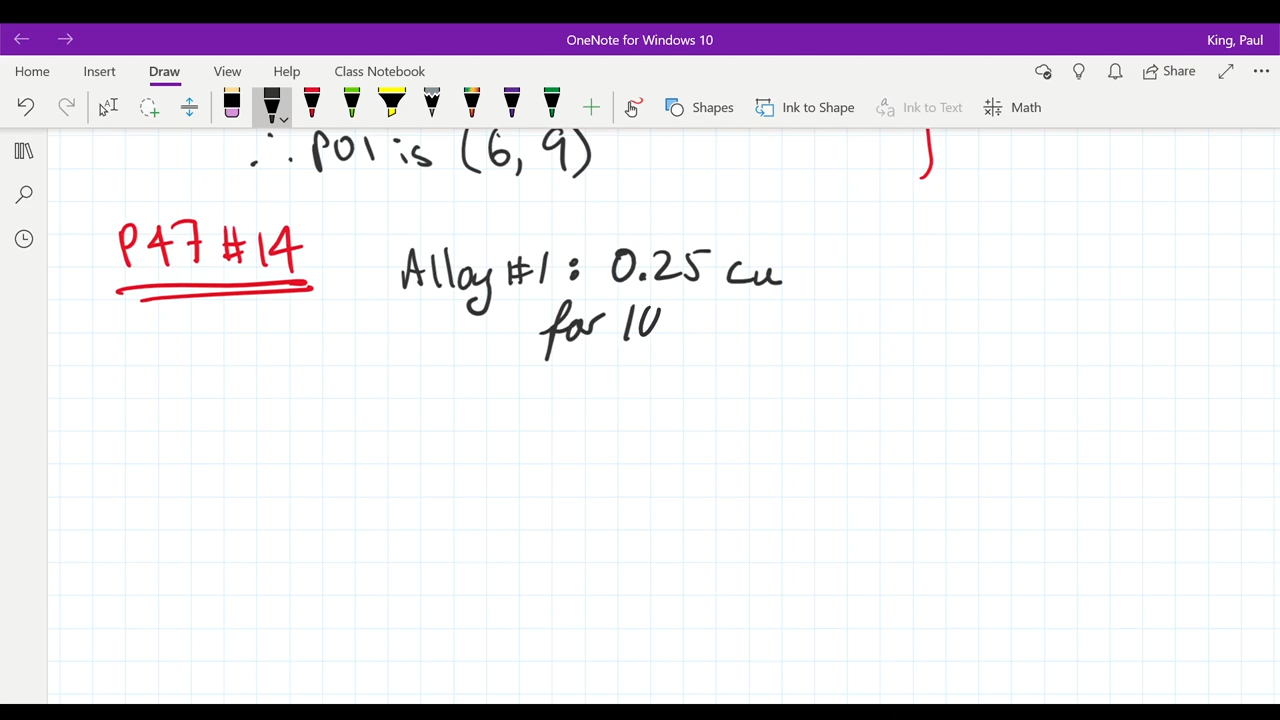 OneNote for Windows 10
King, Paul
Home Insert Draw View Help Class Notebook
Share
Shapes Ink to Shape Ink to Text Math
∴ POI is (6, 9)
P47 #14
Alloy #1 : 0.25 cu
for 10